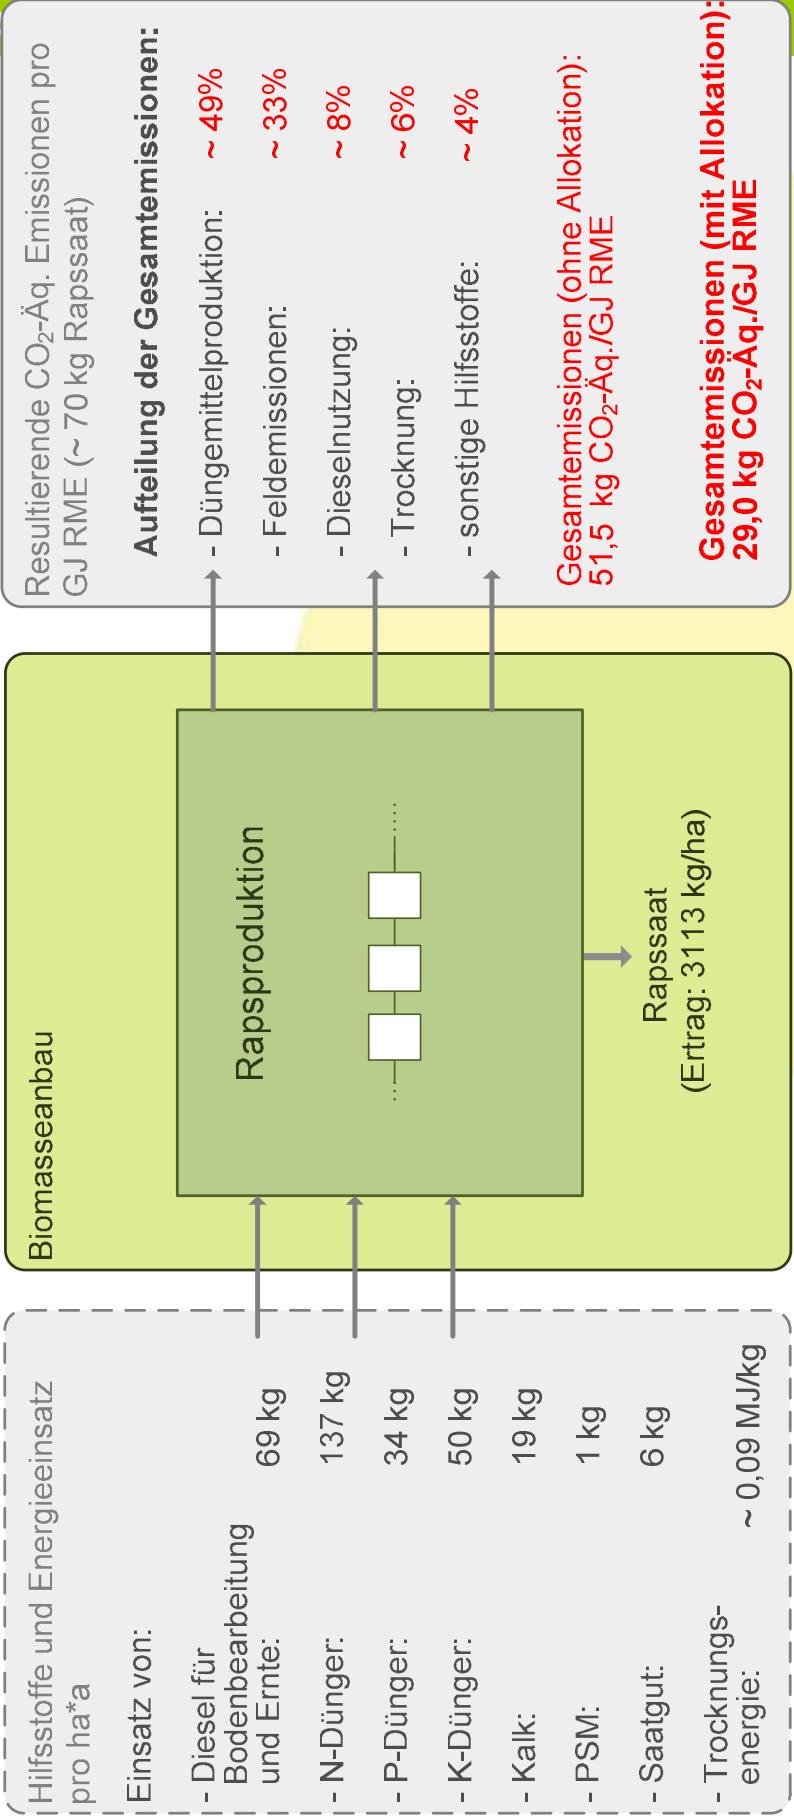 Hilfsstoffe und Energieeinsatz
pro ha*a
Einsatz von:
- Diesel für
Bodenbearbeitung
und Ernte: 69 kg
- N-Dünger: 137 kg
- P-Dünger: 34 kg
- K-Dünger: 50 kg
- Kalk: 19 kg
- PSM: 1 kg
- Saatgut: 6 kg
- Trocknungs-
energie: ~ 0,09 MJ/kg
Biomasseanbau
Rapsproduktion
Rapssaat
(Ertrag: 3113 kg/ha)
Resultierende CO₂-Äq. Emissionen pro
GJ RME (~ 70 kg Rapssaat)
Aufteilung der Gesamtemissionen:
- Düngemittelproduktion: ~ 49%
- Feldemissionen: ~ 33%
- Dieselnutzung: ~ 8%
- Trocknung: ~ 6%
- sonstige Hilfsstoffe: ~ 4%
Gesamtemissionen (ohne Allokation):
51,5 kg CO₂-Äq./GJ RME
Gesamtemissionen (mit Allokation):
29,0 kg CO₂-Äq./GJ RME